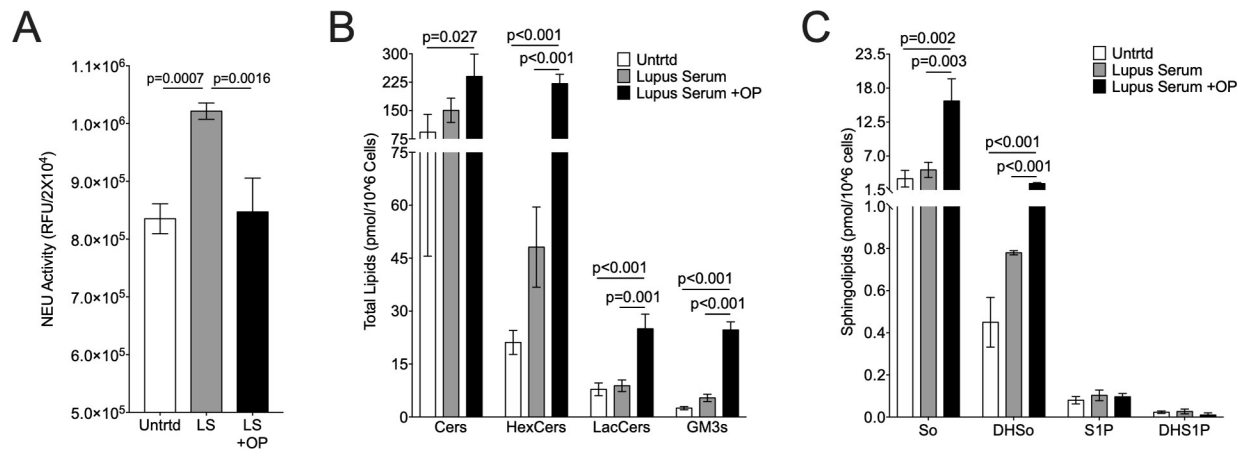 A
NEU Activity (RFU/2X10⁴)
1.1×10⁶
1.0×10⁶
9.0×10⁵
8.0×10⁵
7.0×10⁵
6.0×10⁵
5.0×10⁵
p=0.0007 p=0.0016
Untrtd LS LS
+OP
B
Total Lipids (pmol/10^6 Cells)
300
225
150
75
75
60
45
30
15
0
p=0.027
p<0.001
p<0.001
p<0.001
p=0.001
p<0.001
p<0.001
Untrtd
Lupus Serum
Lupus Serum +OP
Cers HexCers LacCers GM3s
C
Sphingolipids (pmol/10^6 cells)
23.5
18.0
12.5
7.0
1.5
1.0
0.8
0.6
0.4
0.2
0.0
p=0.002
p=0.003
p<0.001
p<0.001
Untrtd
Lupus Serum
Lupus Serum +OP
So DHSo S1P DHS1P